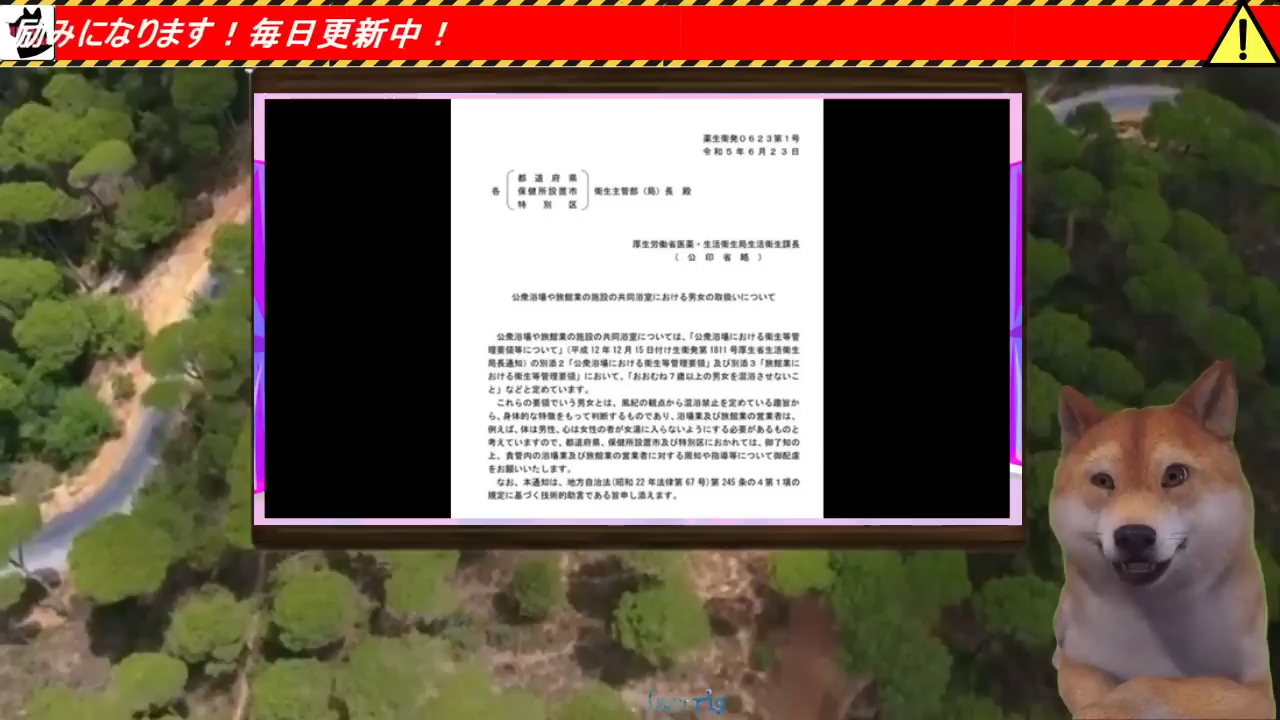 励みになります！毎日更新中！
薬生衛発０６２３第１号
令和５年６月２３日
都道府県
各 保健所設置市 衛生主管部（局）長 殿
特別区
厚生労働省医薬・生活衛生局生活衛生課長
（公印省略）
公衆浴場や旅館業の施設の共同浴室における男女の取扱いについて
公衆浴場や旅館業の施設の共同浴室については、「公衆浴場における衛生等管
理要領等について」（平成 12 年 12 月 15 日付け生衛発第 1811 号厚生省生活衛生
局長通知）の別添２「公衆浴場における衛生等管理要領」及び別添３「旅館業に
おける衛生等管理要領」において、「おおむね７歳以上の男女を混浴させないこ
と」などと定めています。
これらの要領でいう男女とは、風紀の観点から混浴禁止を定めている趣旨か
ら、身体的な特徴をもって判断するものであり、浴場業及び旅館業の営業者は、
例えば、体は男性、心は女性の者が女湯に入らないようにする必要があるものと
考えていますので、都道府県、保健所設置市及び特別区におかれては、御了知の
上、貴管内の浴場業及び旅館業の営業者に対する周知や指導等について御配慮
をお願いいたします。
なお、本通知は、地方自治法（昭和 22 年法律第 67 号）第 245 条の４第１項の
規定に基づく技術的助言である旨申し添えます。